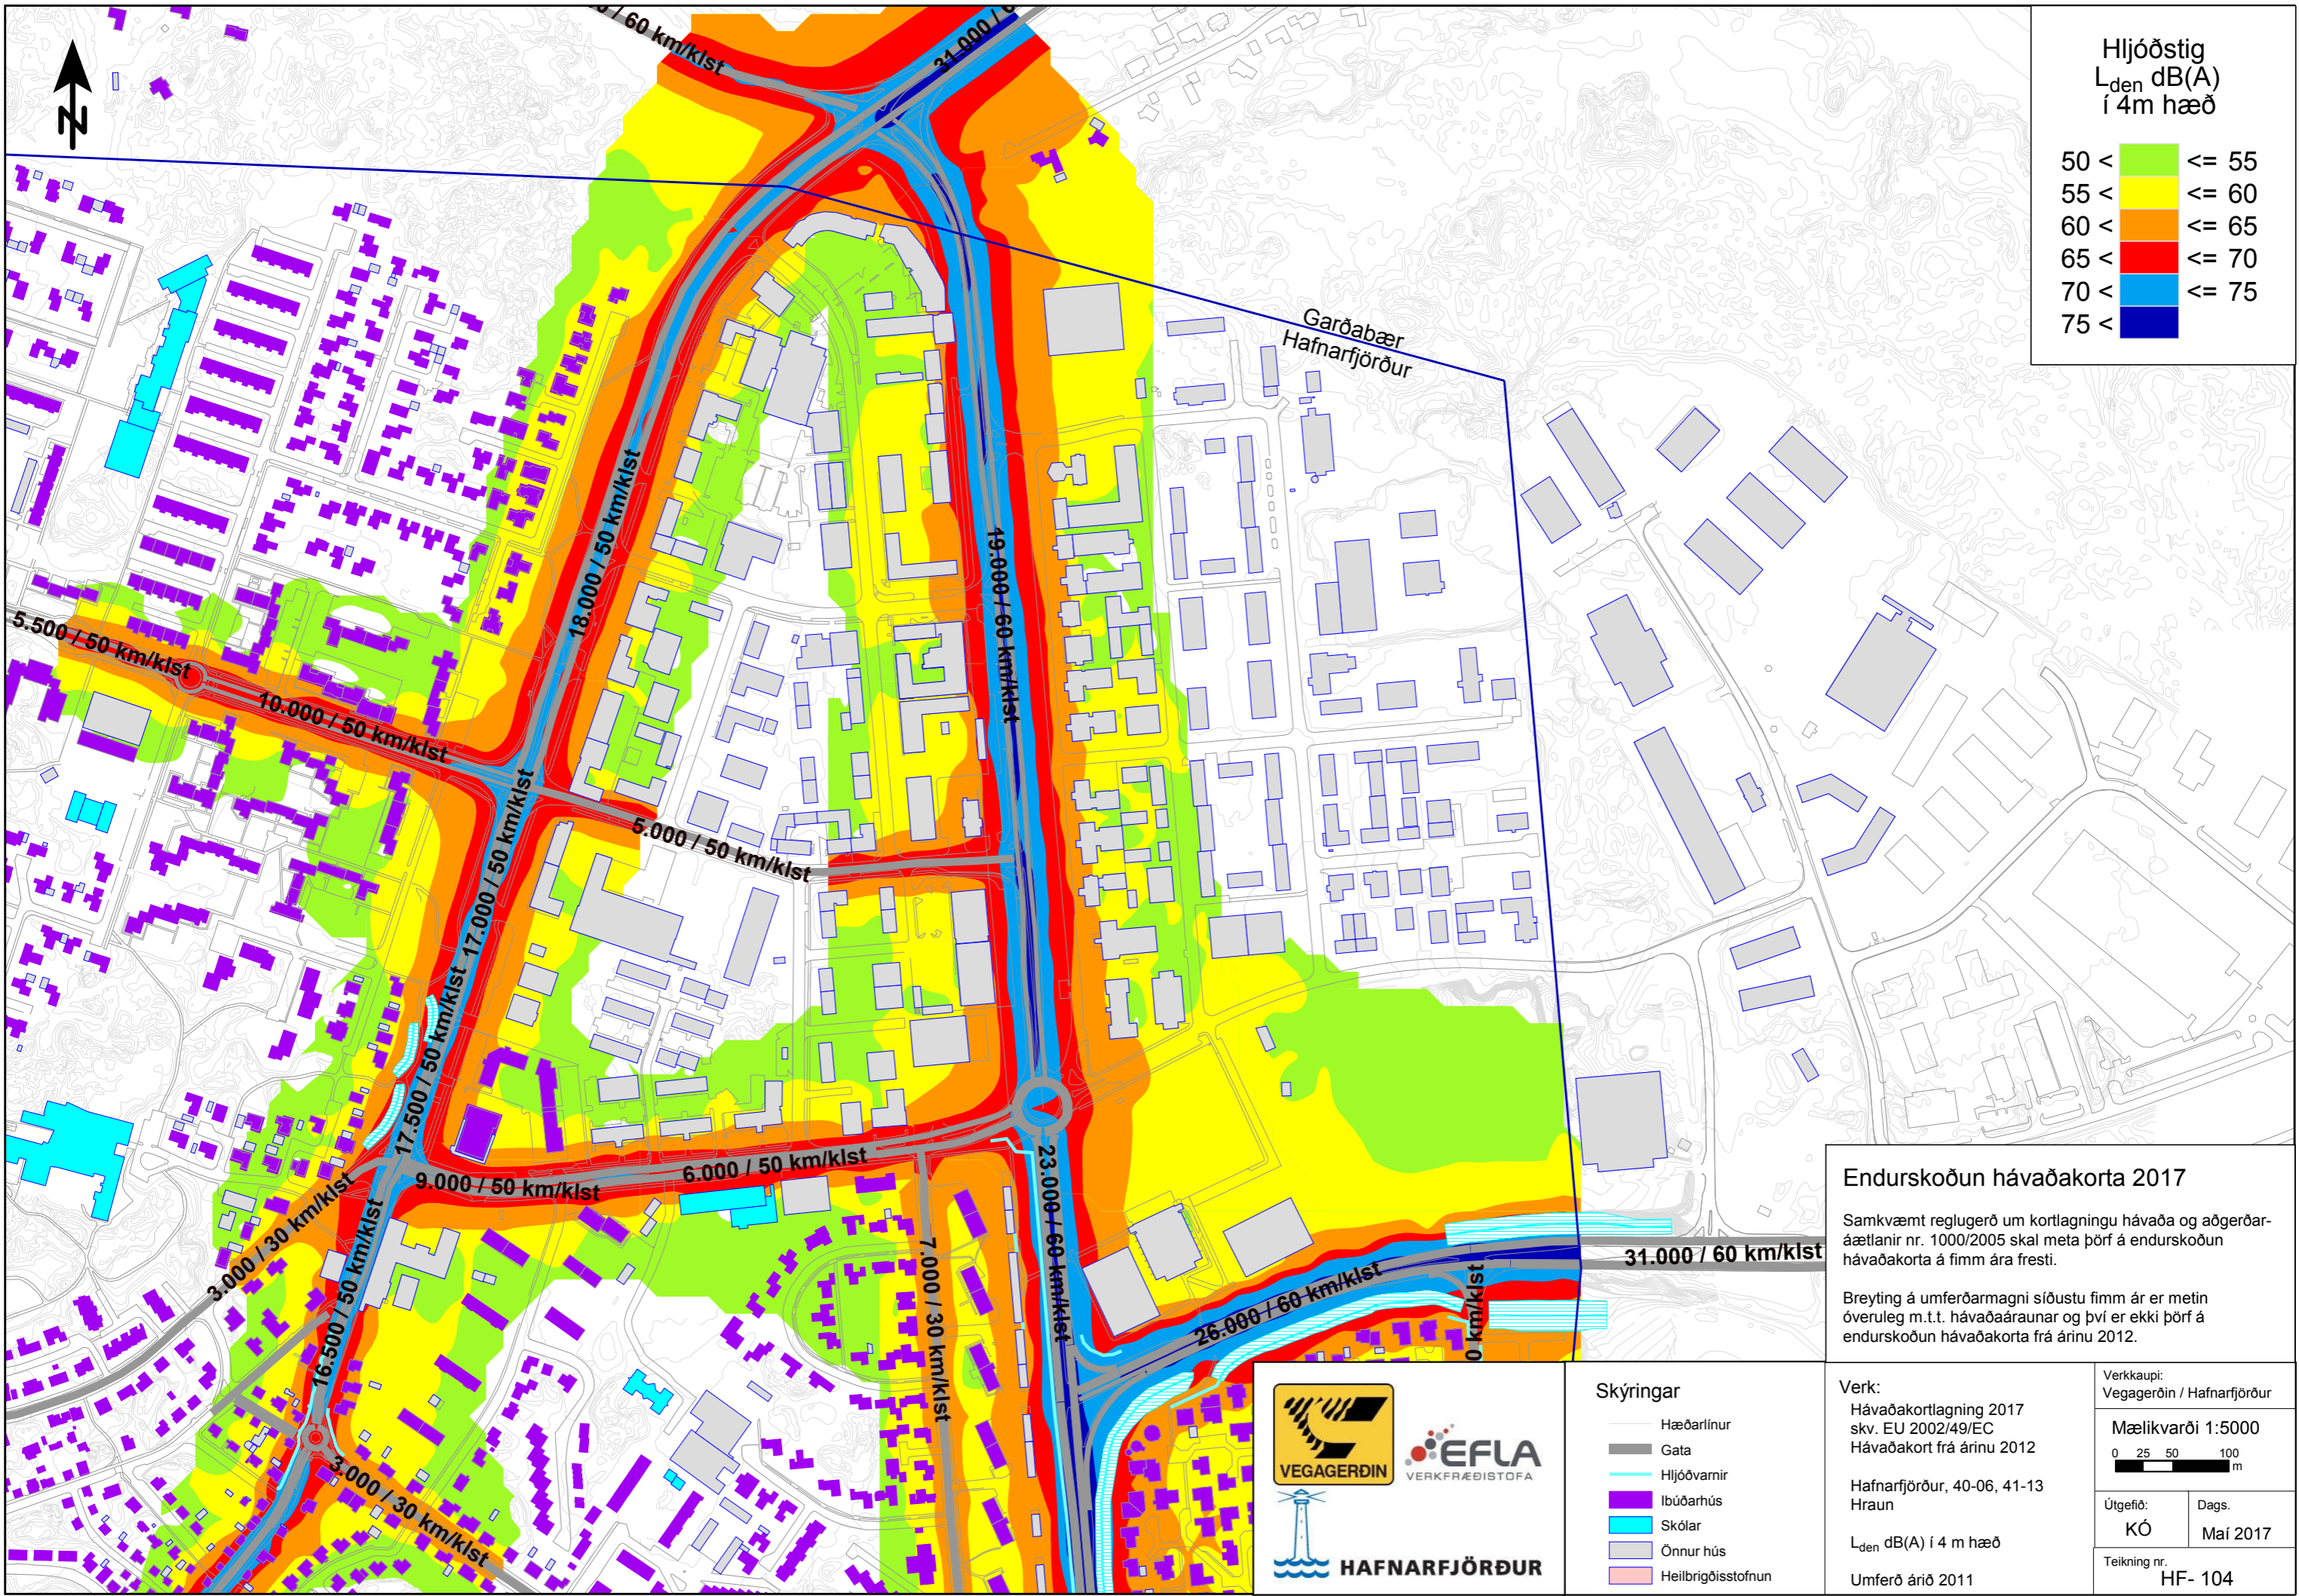 / 60 km/klst
31.000 /
N
Hljóðstig
Lden dB(A)
í 4m hæð
50 < <= 55
55 < <= 60
60 < <= 65
65 < <= 70
70 < <= 75
75 <
Garðabær
Hafnarfjörður
18.000 / 50 km/klst
19.000 / 60 km/klst
5.500 / 50 km/klst
10.000 / 50 km/klst
5.000 / 50 km/klst
17.000 / 50 km/klst
17.500 / 50 km/klst
9.000 / 50 km/klst
6.000 / 50 km/klst
3.000 / 30 km/klst
16.500 / 50 km/klst
3.000 / 30 km/klst
7.000 / 30 km/klst
23.000 / 60 km/klst
26.000 / 60 km/klst
0 km/klst
31.000 / 60 km/klst
Endurskoðun hávaðakorta 2017
Samkvæmt reglugerð um kortlagningu hávaða og aðgerðar-
áætlanir nr. 1000/2005 skal meta þörf á endurskoðun
hávaðakorta á fimm ára fresti.
Breyting á umferðarmagni síðustu fimm ár er metin
óveruleg m.t.t. hávaðaáraunar og því er ekki þörf á
endurskoðun hávaðakorta frá árinu 2012.
VEGAGERÐIN
EFLA
VERKFRÆÐISTOFA
HAFNARFJÖRÐUR
Skýringar
Hæðarlínur
Gata
Hljóðvarnir
Ibúðarhús
Skólar
Önnur hús
Heilbrigðisstofnun
Verk:
Hávaðakortlagning 2017
skv. EU 2002/49/EC
Hávaðakort frá árinu 2012
Hafnarfjörður, 40-06, 41-13
Hraun
Lden dB(A) í 4 m hæð
Umferð árið 2011
Verkkaupi:
Vegagerðin / Hafnarfjörður
Mælikvarði 1:5000
0 25 50 100
m
Útgefið:
KÓ
Dags.
Maí 2017
Teikning nr.
HF- 104